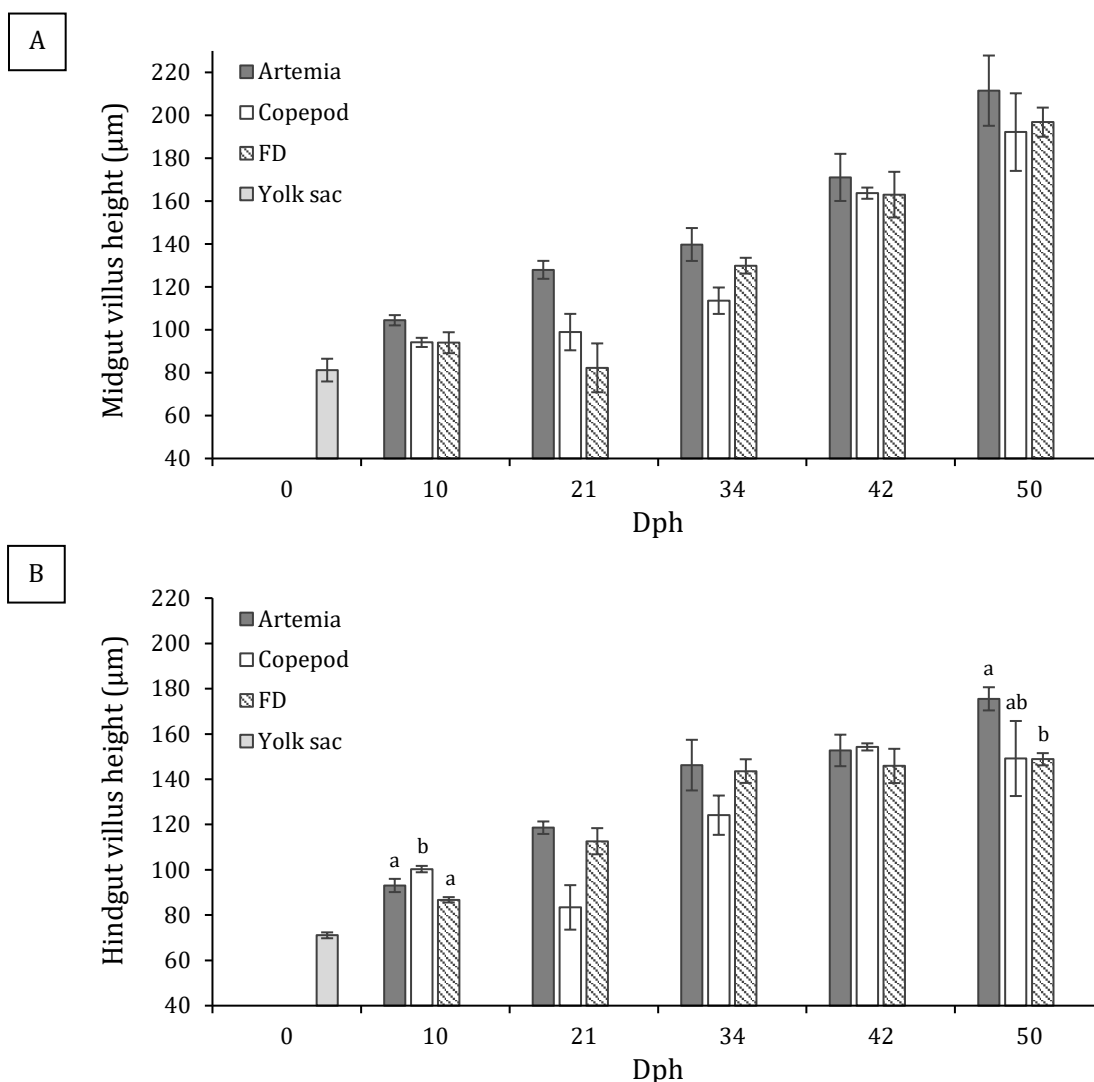 A
Midgut villus height (µm)
220
200
180
160
140
120
100
80
60
40
Artemia
Copepod
FD
Yolk sac
0 10 21 34 42 50
Dph
B
Hindgut villus height (µm)
220
200
180
160
140
120
100
80
60
40
Artemia
Copepod
FD
Yolk sac
a b a
a ab b
0 10 21 34 42 50
Dph